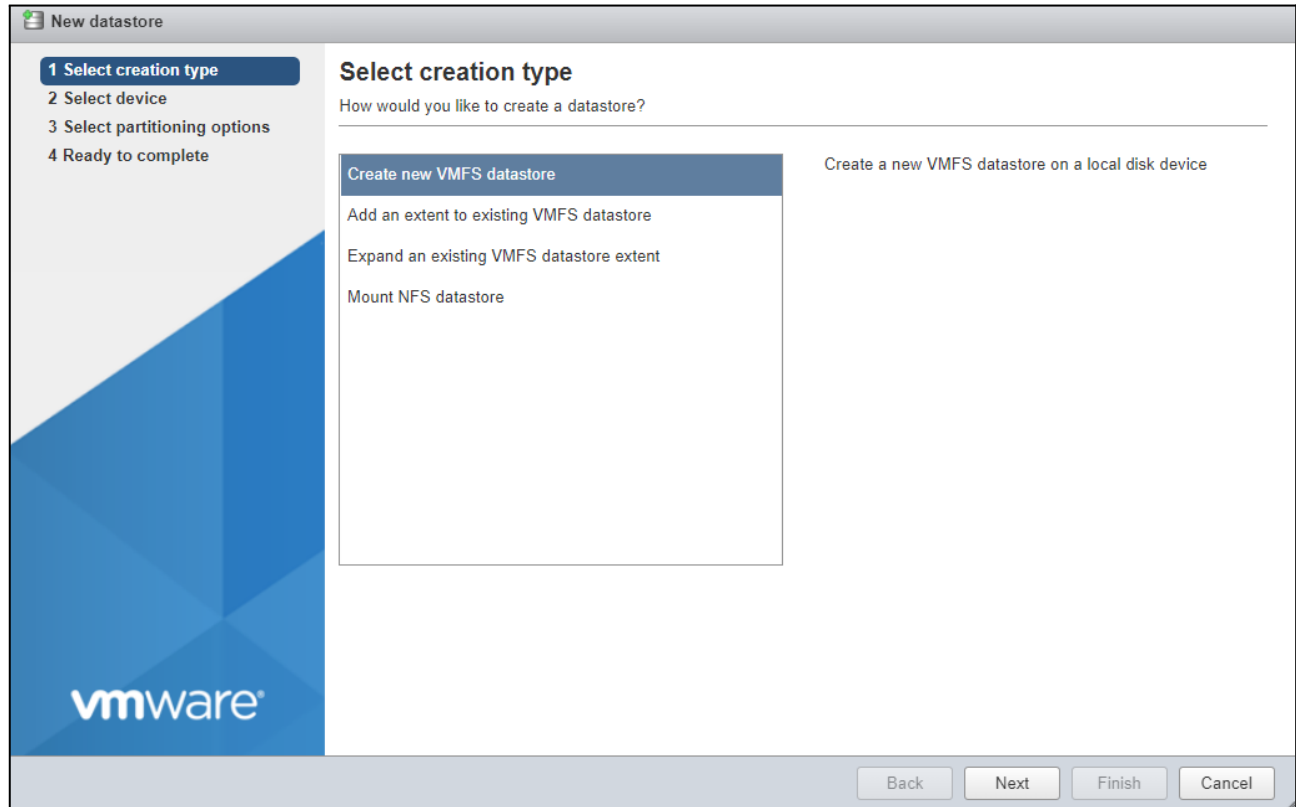 New datastore
1 Select creation type
2 Select device
3 Select partitioning options
4 Ready to complete
Select creation type
How would you like to create a datastore?
Create new VMFS datastore
Add an extent to existing VMFS datastore
Expand an existing VMFS datastore extent
Mount NFS datastore
Create a new VMFS datastore on a local disk device
vmware®
Back
Next
Finish
Cancel